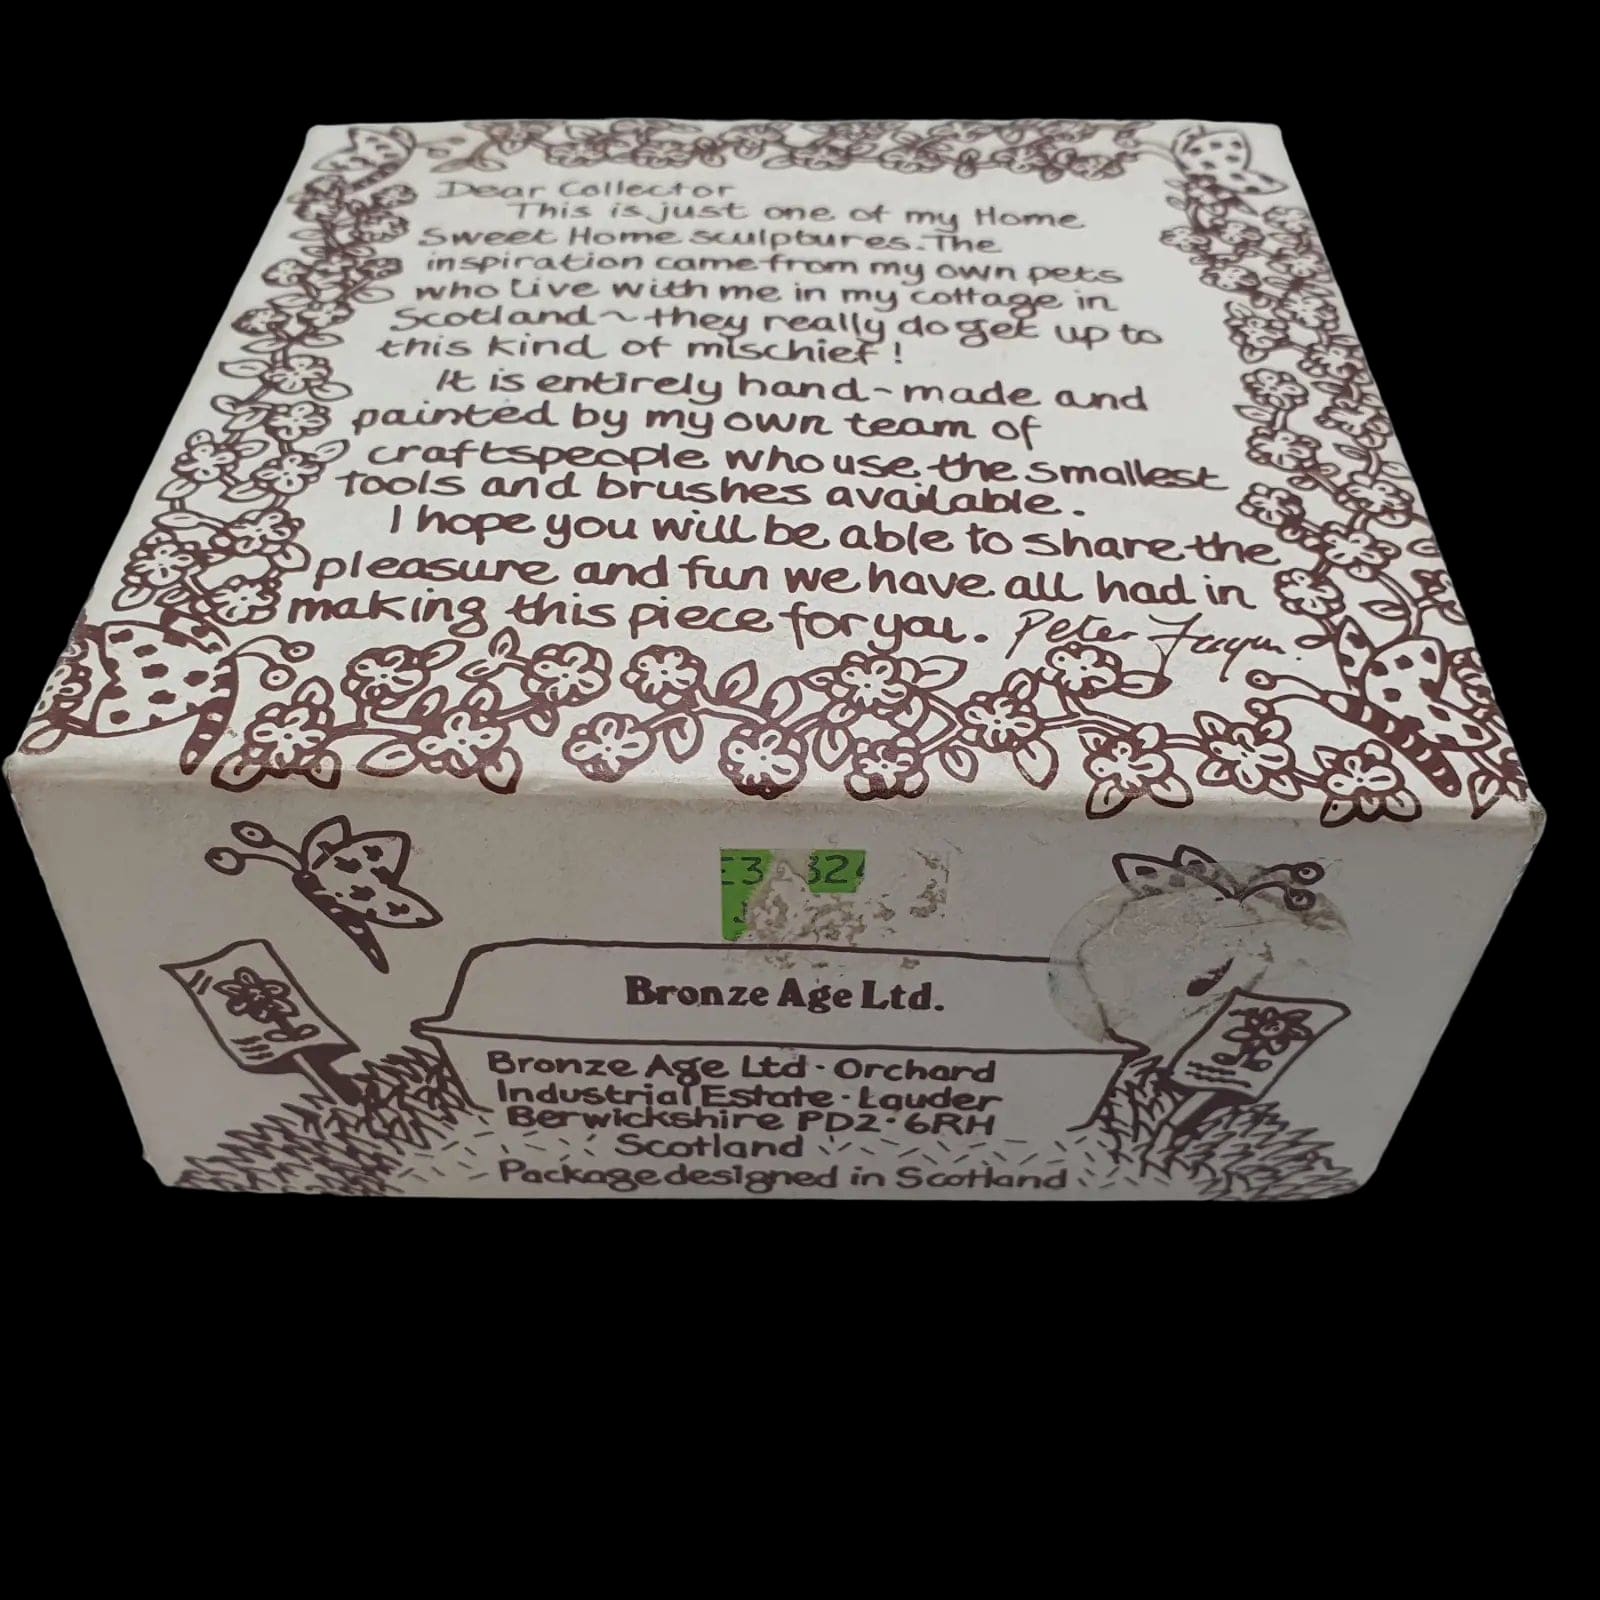 Dear Collector
This is just one of my Home
Sweet Home sculptures. The
inspiration came from my own pets
who live with me in my cottage in
Scotland ~ they really do get up to
this kind of mischief!
It is entirely hand-made and
painted by my own team of
craftspeople who use the smallest
tools and brushes available.
I hope you will be able to share the
pleasure and fun we have all had in
making this piece for you. Peter
Bronze Age Ltd.
Bronze Age Ltd · Orchard
Industrial Estate · Lauder
Berwickshire PD2 · 6RH
Scotland
Package designed in Scotland